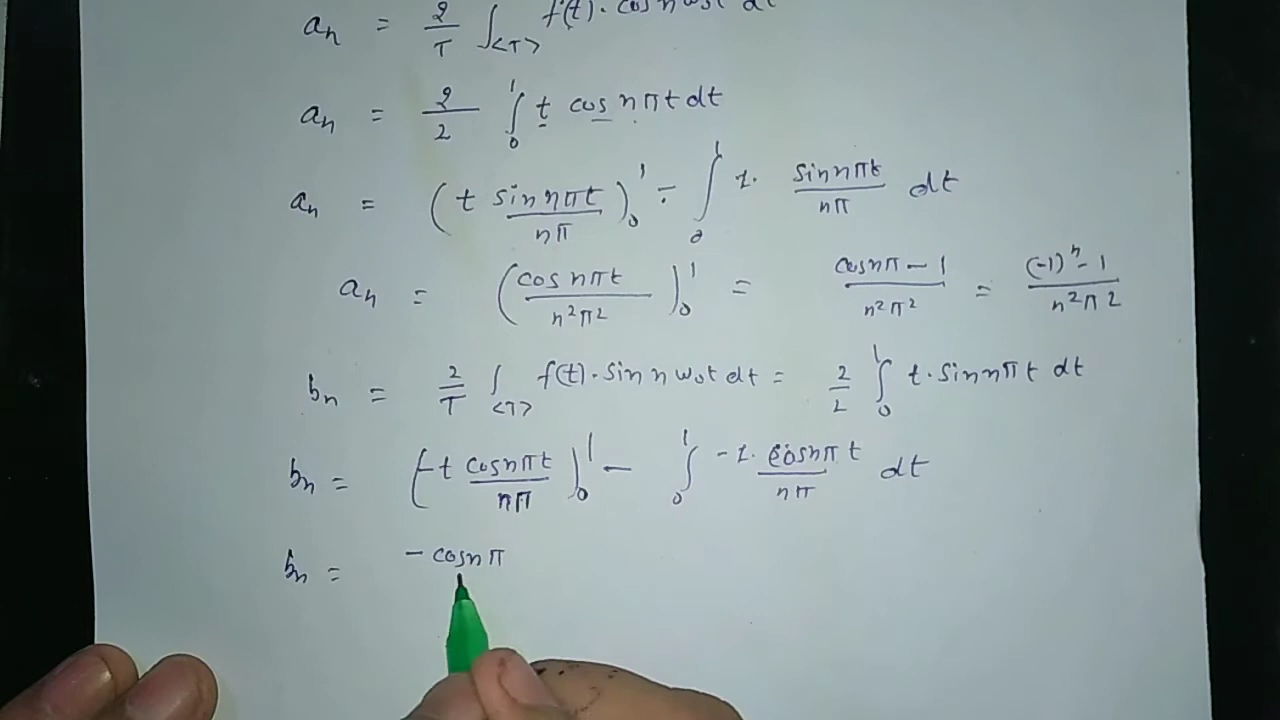 aₙ = 2/T ∫<T> f(t). cos nω₀t dt
aₙ = 2/2 ∫₀¹ t cos nπt dt
aₙ = (t sin nπt/nπ)₀¹ - ∫₀¹ 1. sin nπt/nπ dt
aₙ = (cos nπt/n²π²)₀¹ = cos nπ - 1/n²π² = (-1)ⁿ - 1/n²π²
bₙ = 2/T ∫<T> f(t). sin nω₀t dt = 2/2 ∫₀¹ t. sin nπt dt
bₙ = (-t cos nπt/nπ)₀¹ - ∫₀¹ -1. cos nπt/nπ dt
bₙ = - cos nπ